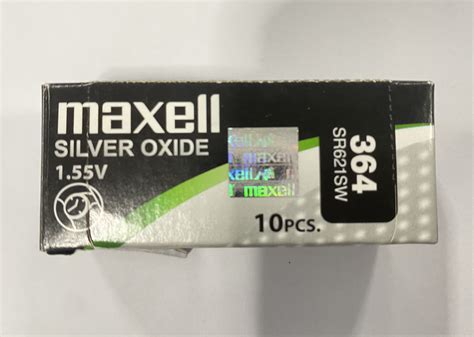 maxell
SILVER OXIDE
1.55V
maxell
maxell
10PCS.
364
SR621SW